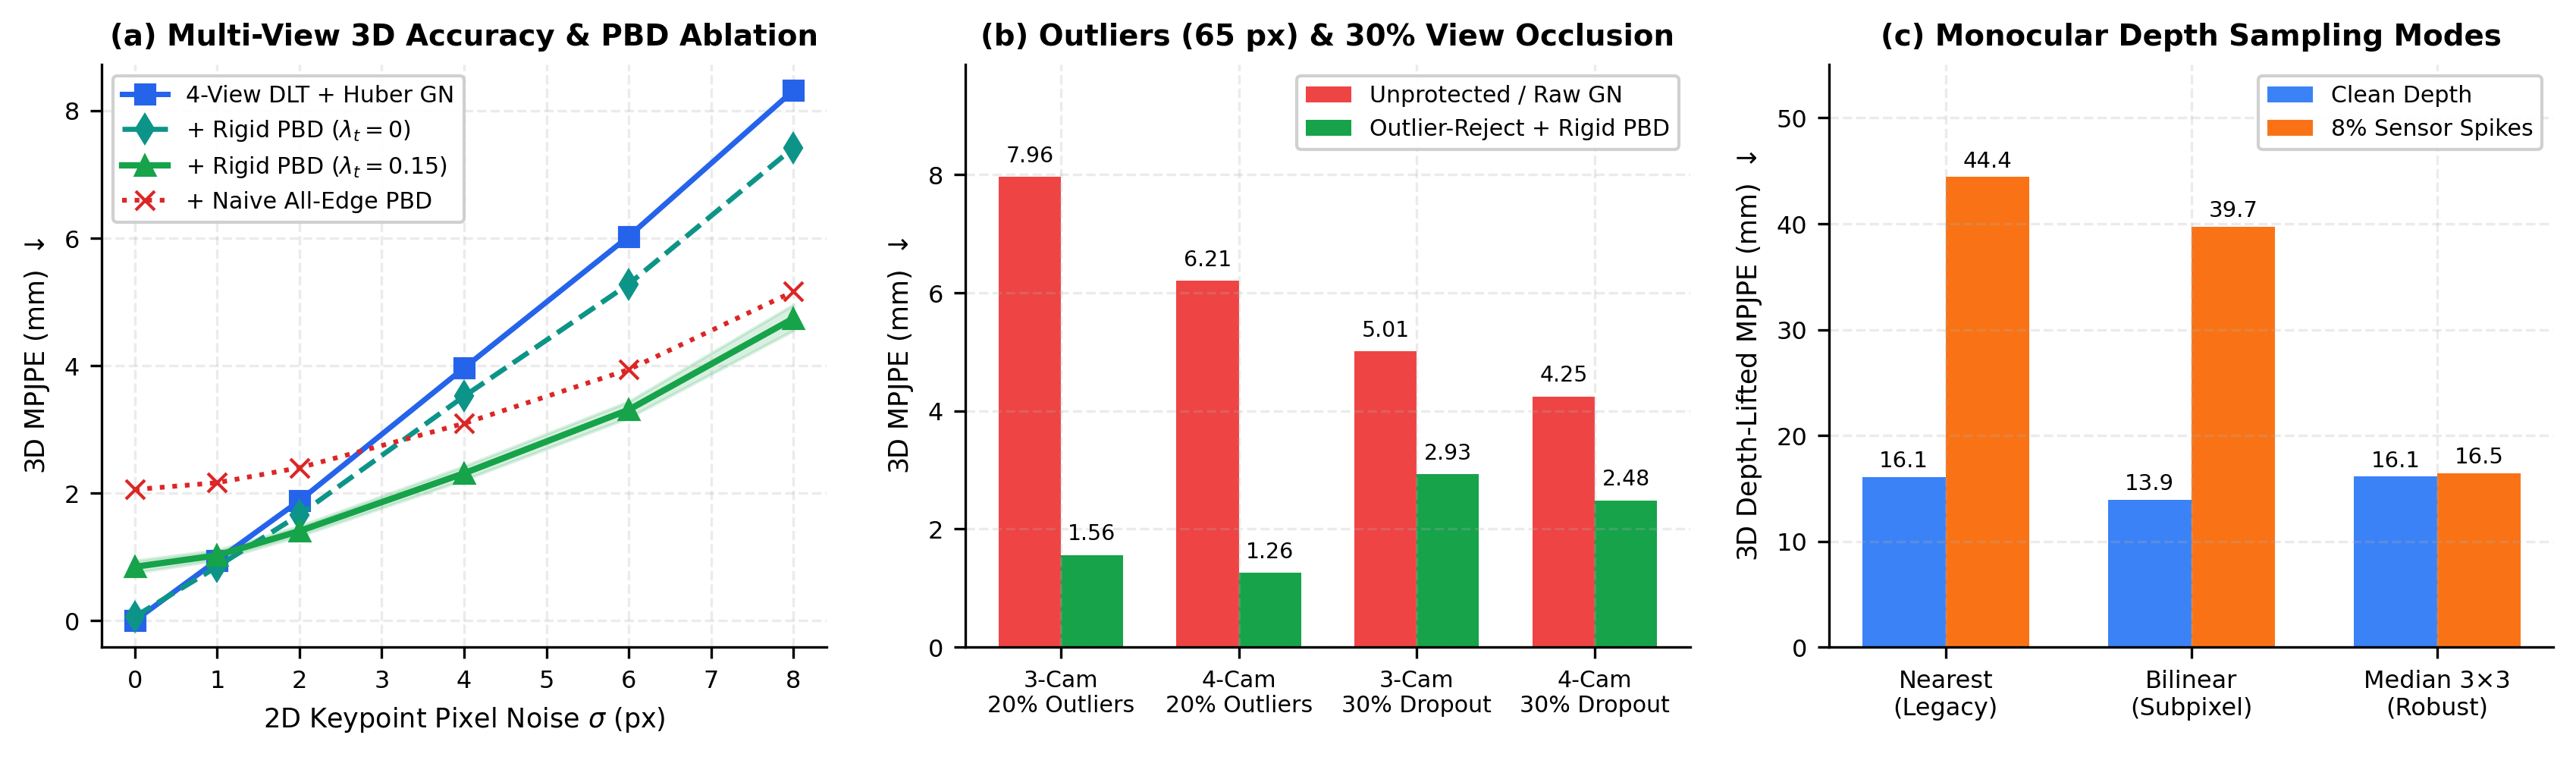 (a) Multi-View 3D Accuracy & PBD Ablation
4-View DLT + Huber GN
+ Rigid PBD (λt = 0)
+ Rigid PBD (λt = 0.15)
+ Naive All-Edge PBD
3D MPJPE (mm) ↓
8
6
4
2
0
0 1 2 3 4 5 6 7 8
2D Keypoint Pixel Noise σ (px)
(b) Outliers (65 px) & 30% View Occlusion
Unprotected / Raw GN
Outlier-Reject + Rigid PBD
3D MPJPE (mm) ↓
8
6
4
2
0
7.96
1.56
6.21
1.26
5.01
2.93
4.25
2.48
3-Cam
20% Outliers
4-Cam
20% Outliers
3-Cam
30% Dropout
4-Cam
30% Dropout
(c) Monocular Depth Sampling Modes
Clean Depth
8% Sensor Spikes
3D Depth-Lifted MPJPE (mm) ↓
50
40
30
20
10
0
16.1
44.4
13.9
39.7
16.1
16.5
Nearest
(Legacy)
Bilinear
(Subpixel)
Median 3×3
(Robust)